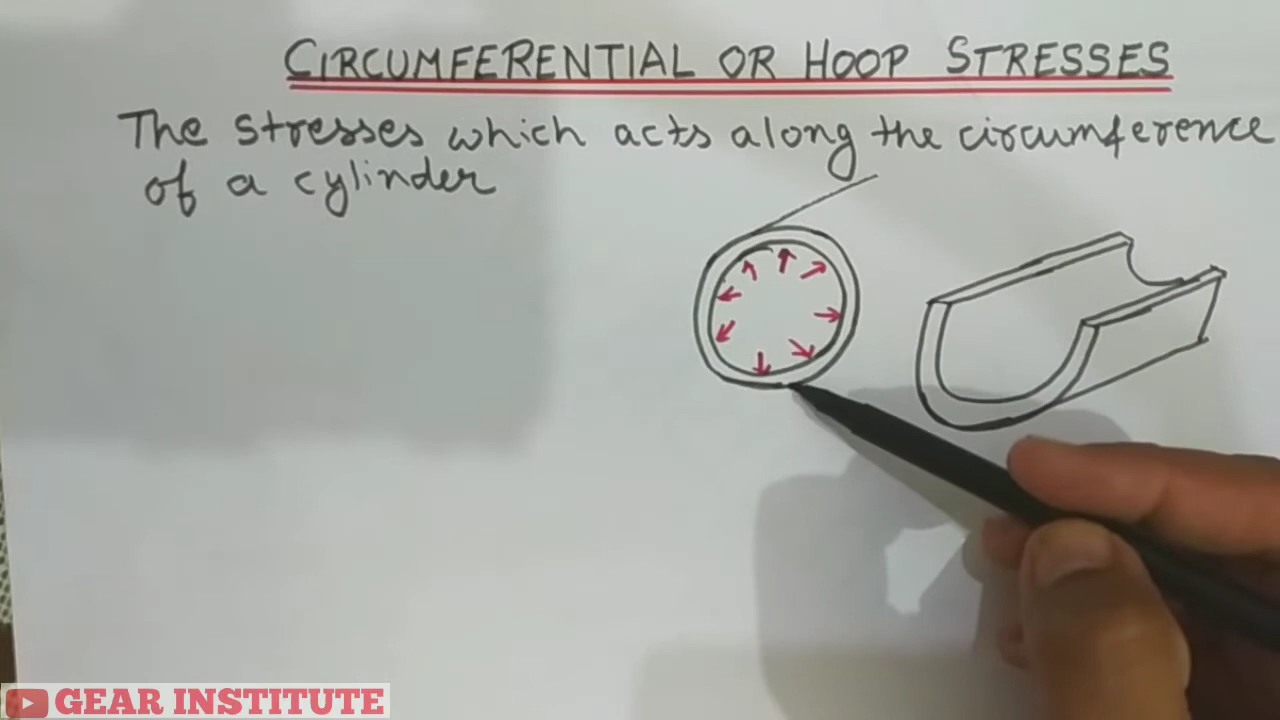 CIRCUMFERENTIAL OR HOOP STRESSES
The stresses which acts along the circumference
of a cylinder
GEAR INSTITUTE